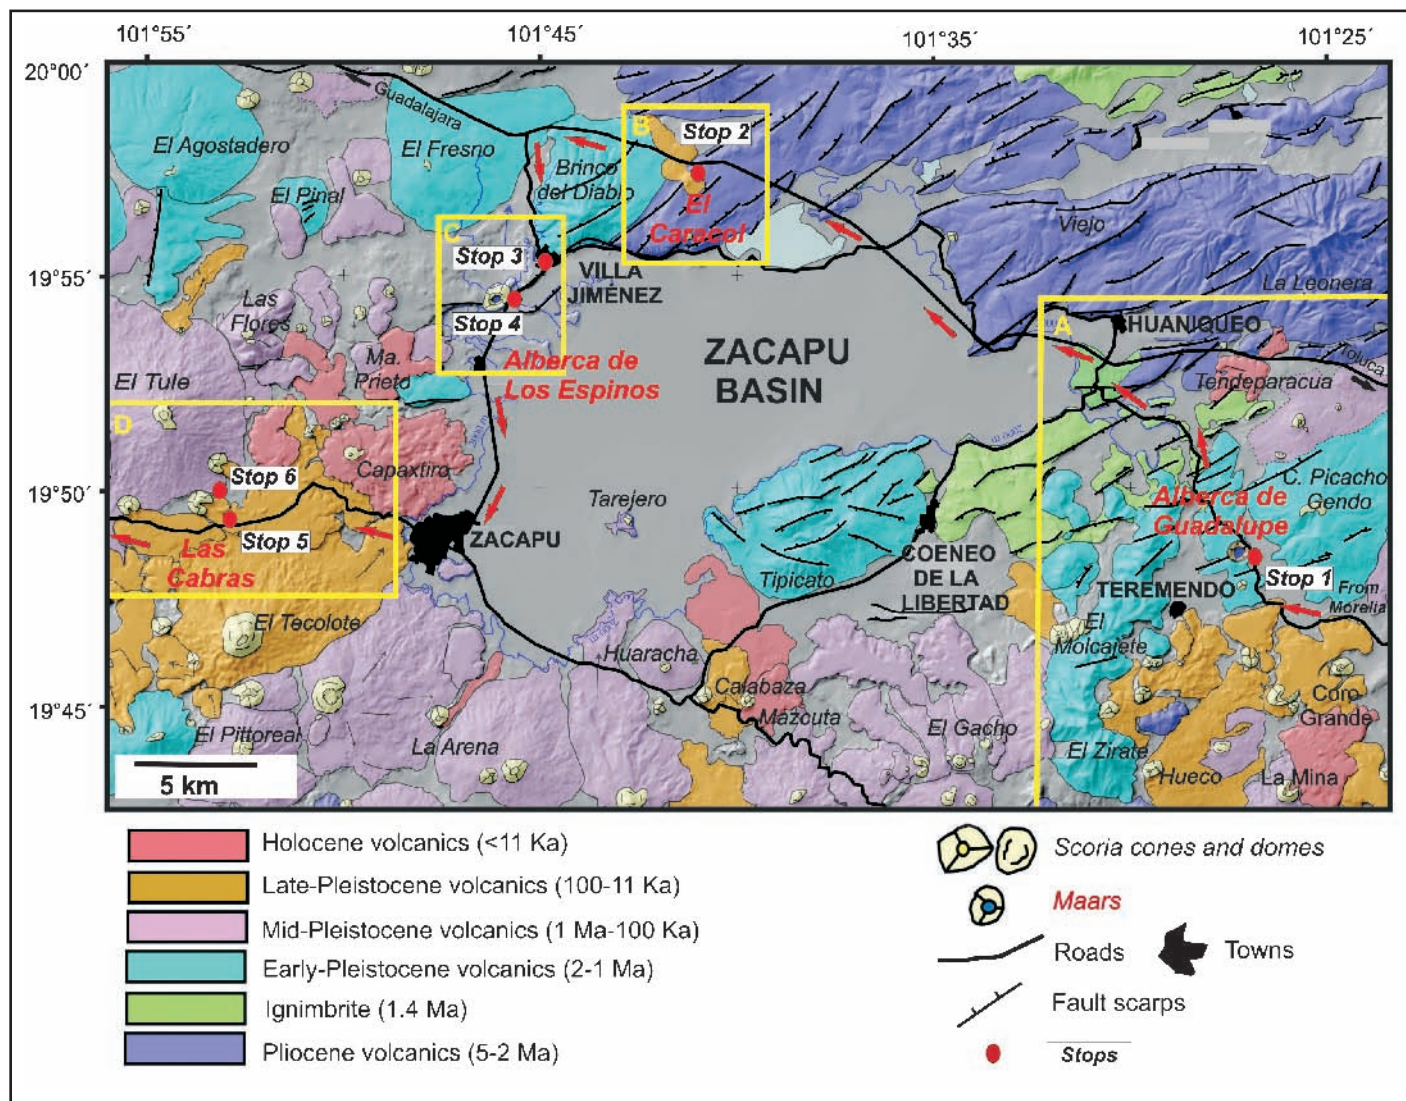 101°55'
101°45'
101°35'
101°25'
20°00'
19°55'
19°50'
19°45'
Guadalajara
El Agostadero
El Fresno
El Pinal
Brinco
del Diablo
B
Stop 2
El
Caracol
Viejo
La Leonera
C
Stop 3
VILLA
JIMÉNEZ
Stop 4
Alberca de
Los Espinos
Las
Flores
Ma.
Prieto
El Tule
ZACAPU
BASIN
A
HUANIQUEO
Toluca
Tendeparacua
D
Capaxtiro
Stop 6
Stop 5
Las
Cabras
ZACAPU
Tarejero
Tipicato
COENEO
DE LA
LIBERTAD
C. Picacho
Gendo
Alberca de
Guadalupe
Stop 1
From
Morelia
TEREMENDO
El
Molcajete
El Tecolote
Huaracha
Calabaza
Mazcuta
El Gacho
El Zirate
Coro
Grande
Hueco
La Mina
El Pittoreal
La Arena
5 km
Holocene volcanics (<11 Ka)
Late-Pleistocene volcanics (100-11 Ka)
Mid-Pleistocene volcanics (1 Ma-100 Ka)
Early-Pleistocene volcanics (2-1 Ma)
Ignimbrite (1.4 Ma)
Pliocene volcanics (5-2 Ma)
Scoria cones and domes
Maars
Roads
Towns
Fault scarps
Stops